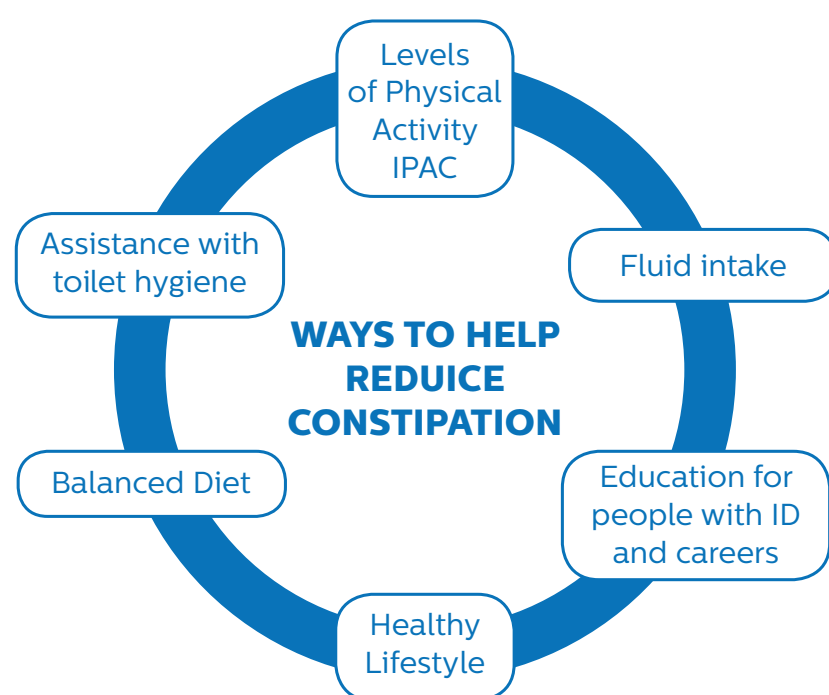 Levels
of Physical
Activity
IPAC
Assistance with
toilet hygiene
Fluid intake
WAYS TO HELP
REDUICE
CONSTIPATION
Balanced Diet
Education for
people with ID
and careers
Healthy
Lifestyle